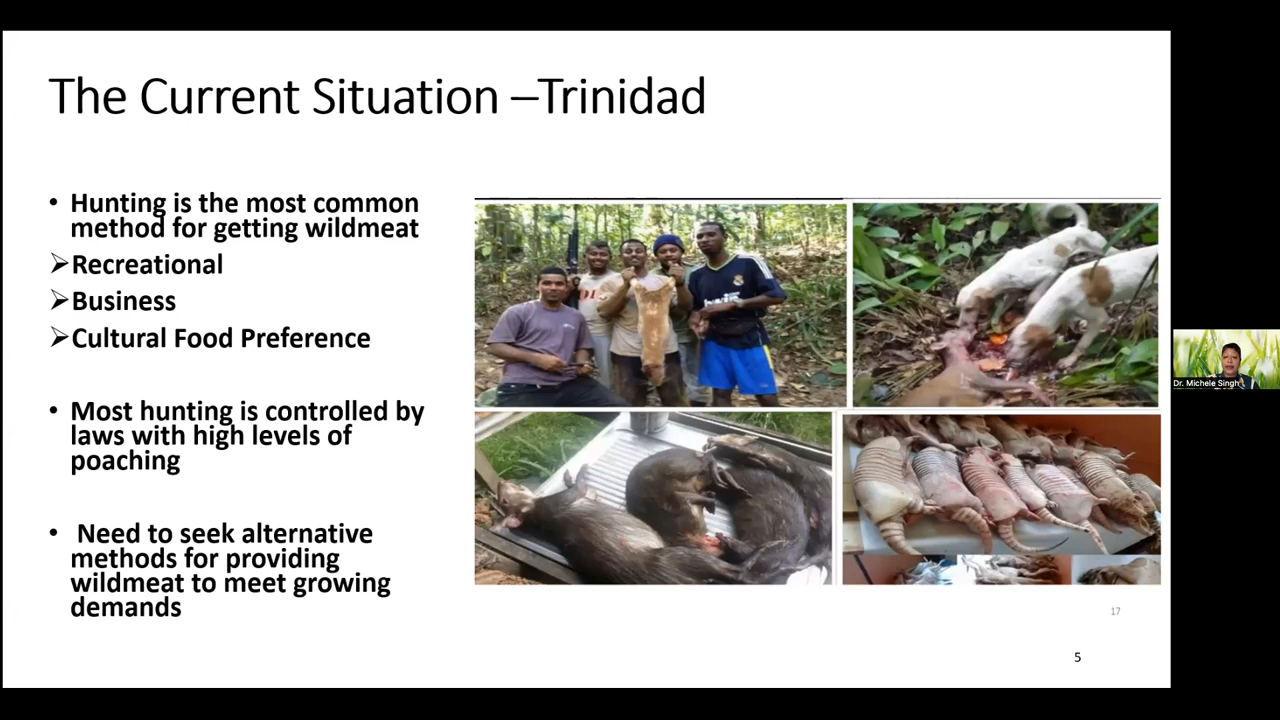 The Current Situation –Trinidad
• Hunting is the most common
method for getting wildmeat
➢Recreational
➢Business
➢Cultural Food Preference
• Most hunting is controlled by
laws with high levels of
poaching
• Need to seek alternative
methods for providing
wildmeat to meet growing
demands
17
5
Dr. Michele Singh